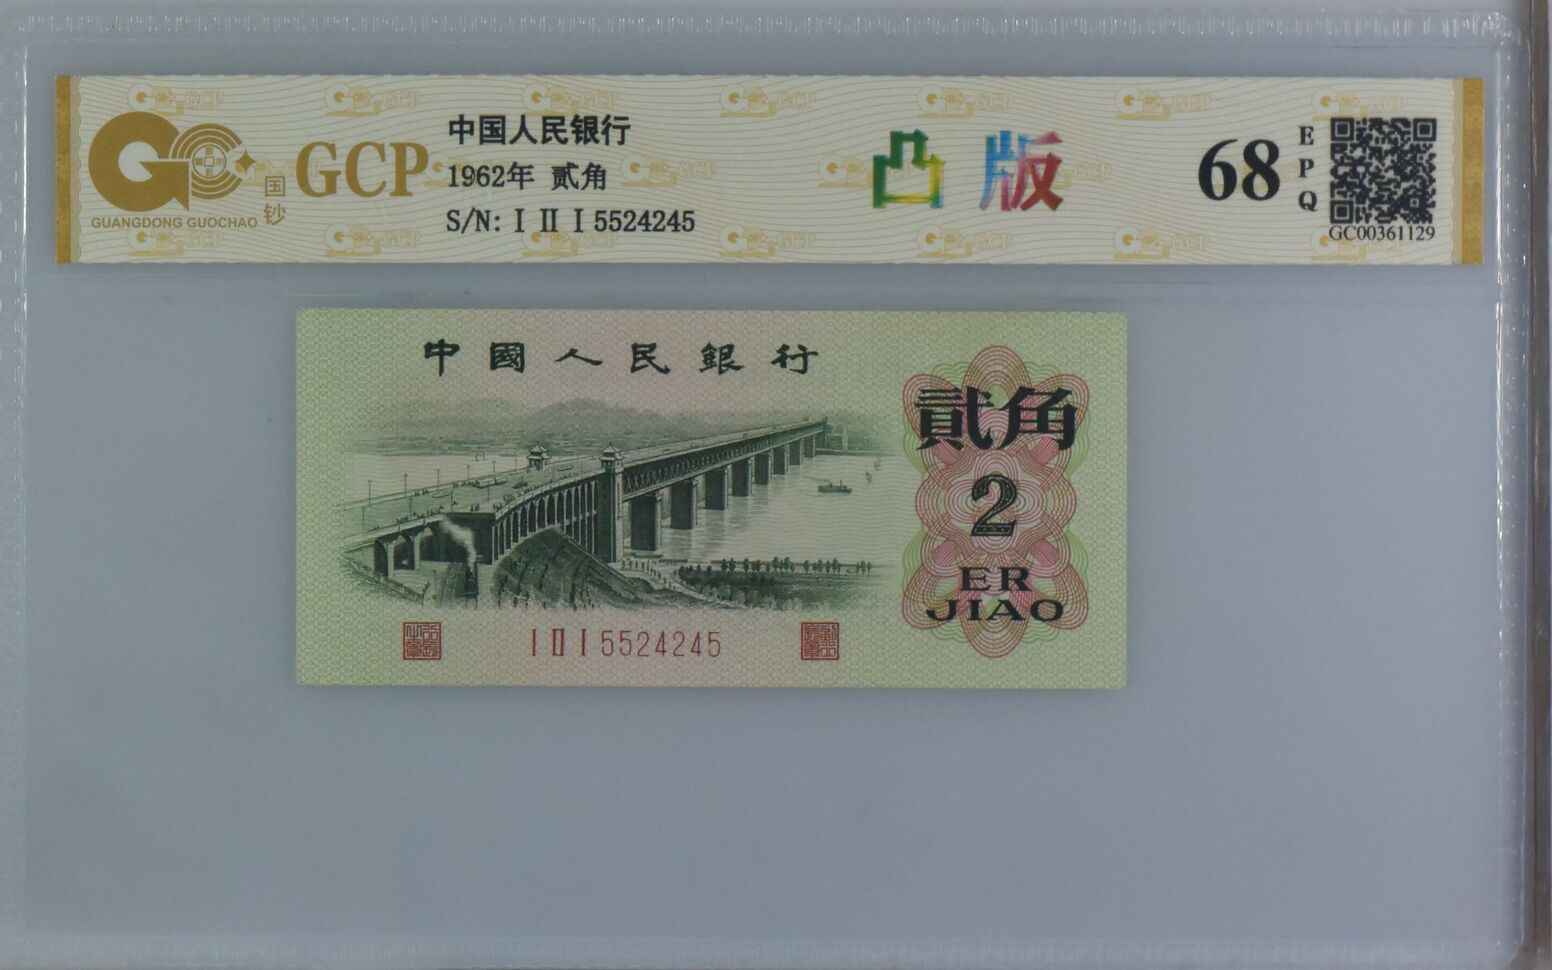 GCP
国钞
GUANGDONG GUOCHAO
中国人民银行
1962年 贰角
S/N: I II I 5524245
凸版
68
EPQ
GC00361129
中國人民銀行
貳角
2
ER
JIAO
I II I 5524245